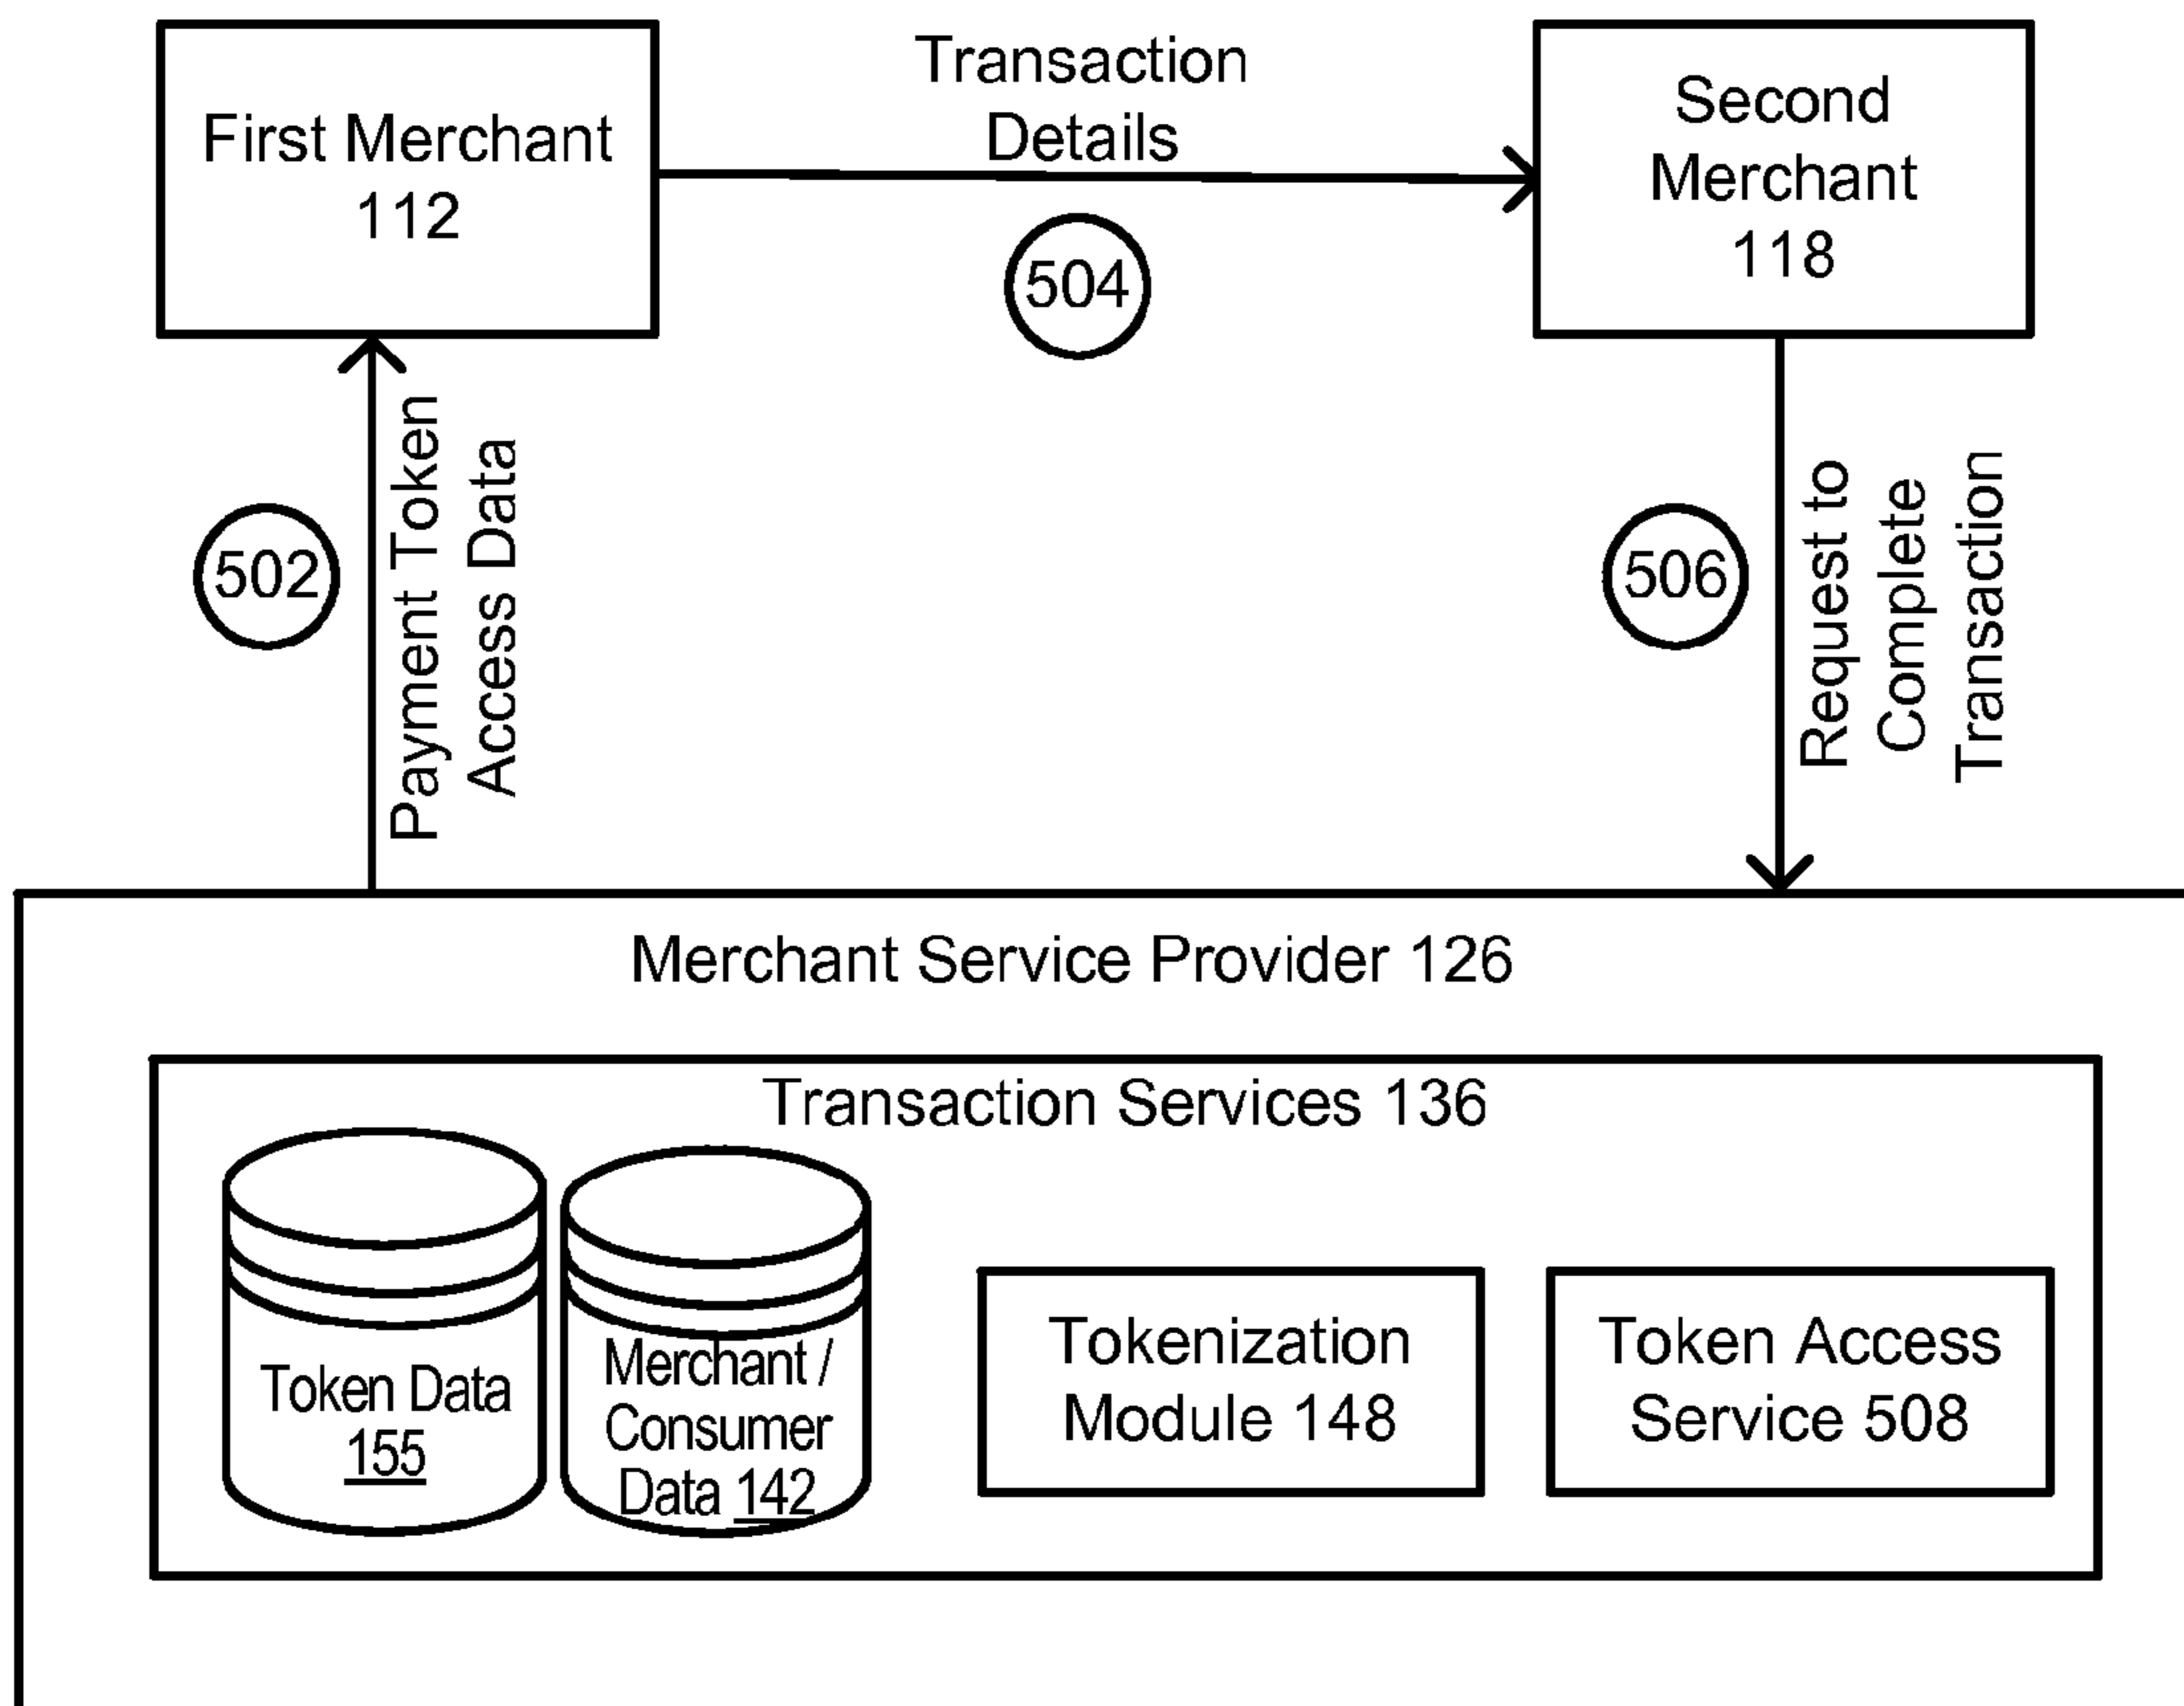 First Merchant
112
Transaction
Details
504
Second
Merchant
118
502
Payment Token
Access Data
506
Request to
Complete
Transaction
Merchant Service Provider 126
Transaction Services 136
Token Data
155
Merchant /
Consumer
Data 142
Tokenization
Module 148
Token Access
Service 508